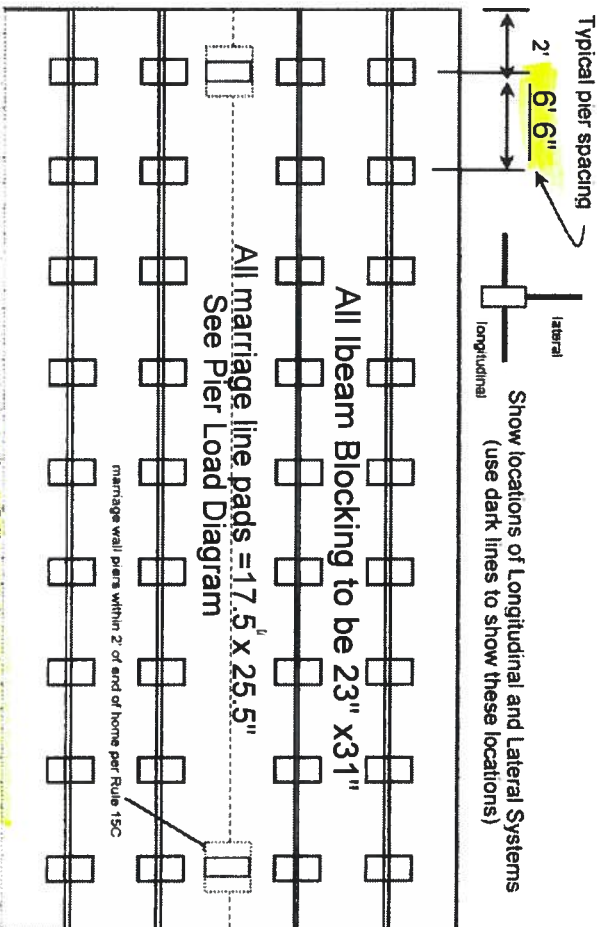 Typical pier spacing
2'
6' 6"
lateral
longitudinal
Show locations of Longitudinal and Lateral Systems
(use dark lines to show these locations)
All Ibeam Blocking to be 23" x31"
All marriage line pads =17.5" x 25.5"
See Pier Load Diagram
marriage wall piers within 2' of end of home per Rule 15C